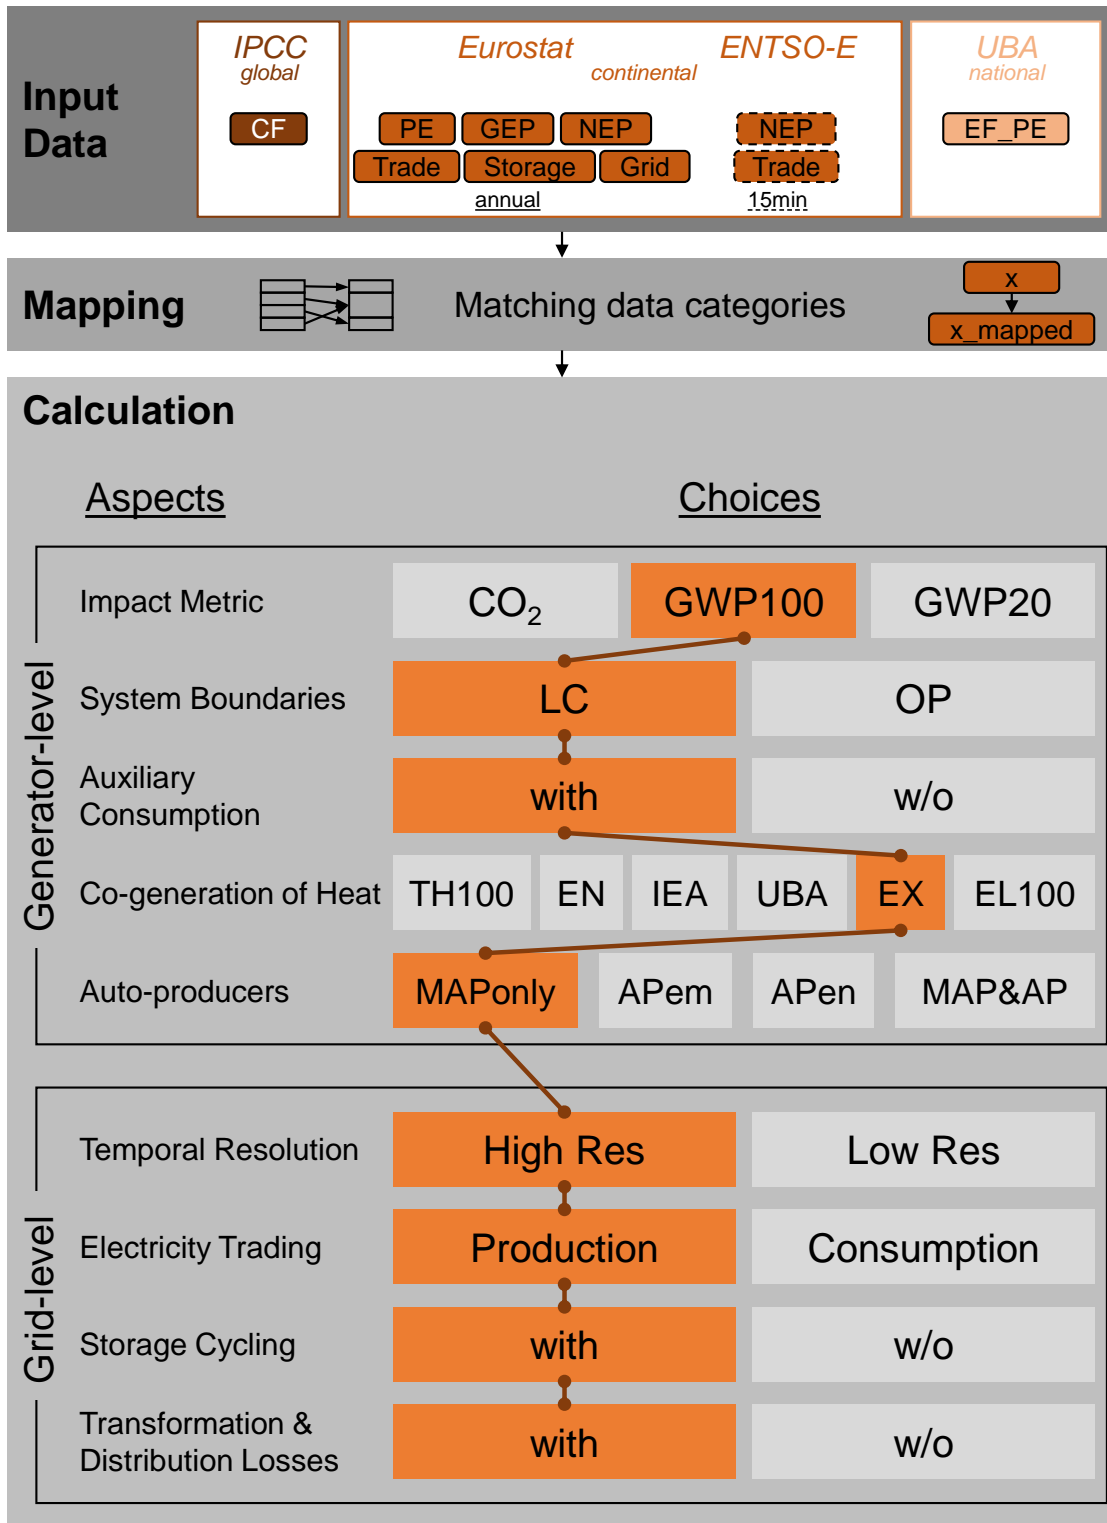 Input
Data
IPCC
global
CF
Eurostat
ENTSO-E
continental
PE
GEP
NEP
Trade
Storage
Grid
annual
NEP
Trade
15min
UBA
national
EF_PE
Mapping
Matching data categories
x
x_mapped
Calculation
Aspects
Choices
Generator-level
Impact Metric
CO₂
GWP100
GWP20
System Boundaries
LC
OP
Auxiliary
Consumption
with
w/o
Co-generation of Heat
TH100
EN
IEA
UBA
EX
EL100
Auto-producers
MAPonly
APem
APen
MAP&AP
Grid-level
Temporal Resolution
High Res
Low Res
Electricity Trading
Production
Consumption
Storage Cycling
with
w/o
Transformation &
Distribution Losses
with
w/o